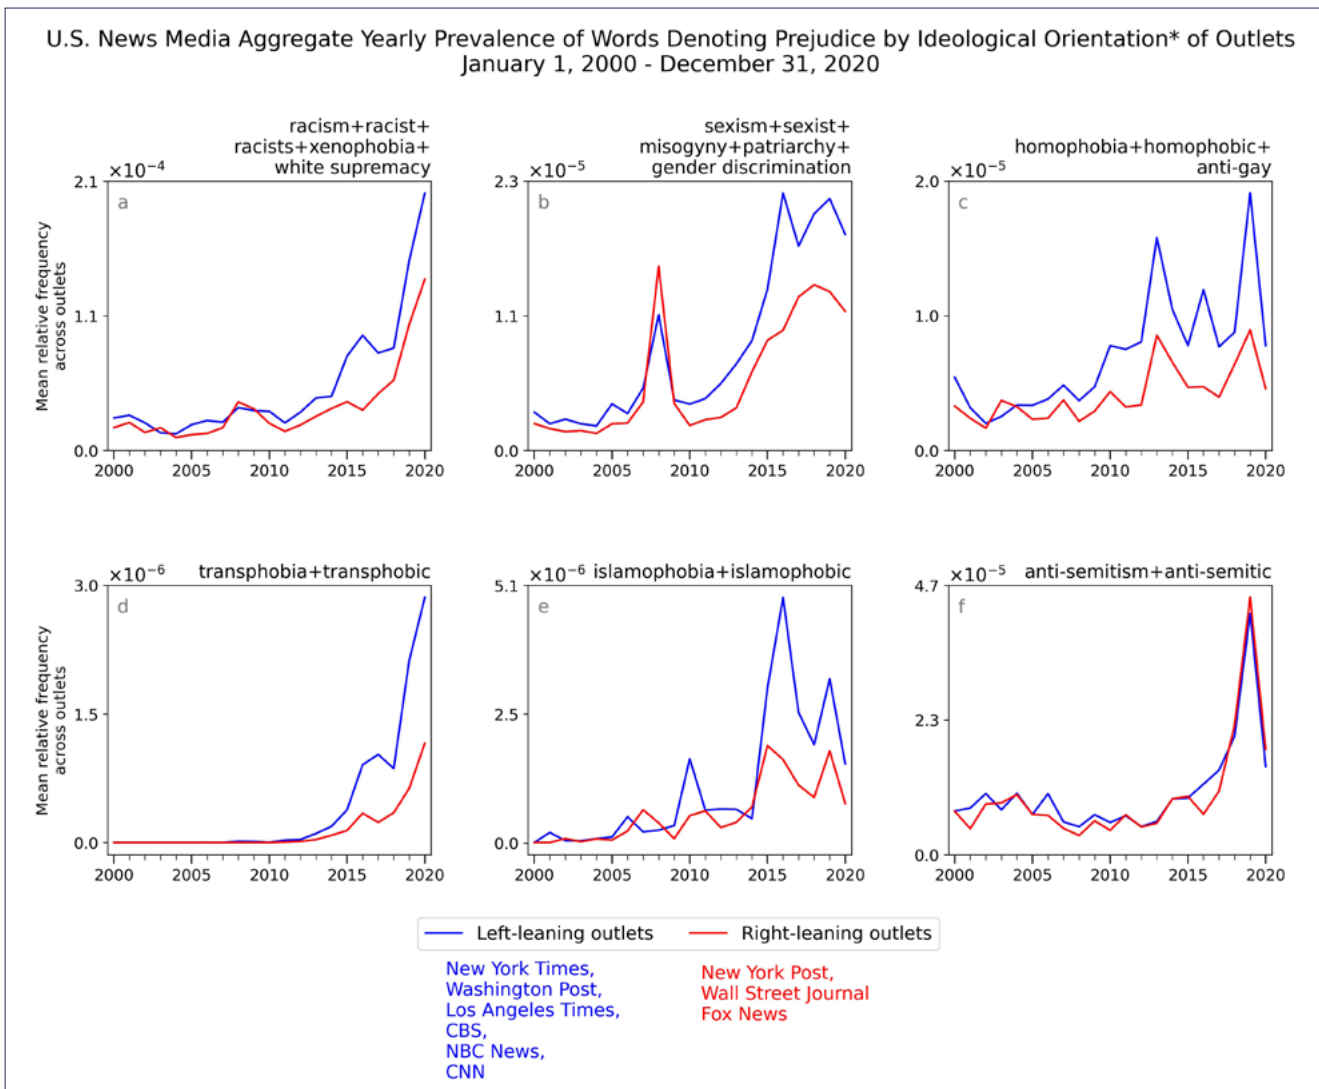 U.S. News Media Aggregate Yearly Prevalence of Words Denoting Prejudice by Ideological Orientation* of Outlets
January 1, 2000 - December 31, 2020
racism+racist+
racists+xenophobia+
white supremacy
×10⁻⁴
2.1
1.1
0.0
a
Mean relative frequency
across outlets
2000 2005 2010 2015 2020
sexism+sexist+
misogyny+patriarchy+
gender discrimination
×10⁻⁵
2.3
1.1
0.0
b
2000 2005 2010 2015 2020
homophobia+homophobic+
anti-gay
×10⁻⁵
2.0
1.0
0.0
c
2000 2005 2010 2015 2020
transphobia+transphobic
×10⁻⁶
3.0
1.5
0.0
d
Mean relative frequency
across outlets
2000 2005 2010 2015 2020
islamophobia+islamophobic
×10⁻⁶
5.1
2.5
0.0
e
2000 2005 2010 2015 2020
anti-semitism+anti-semitic
×10⁻⁵
4.7
2.3
0.0
f
2000 2005 2010 2015 2020
Left-leaning outlets
Right-leaning outlets
New York Times,
Washington Post,
Los Angeles Times,
CBS,
NBC News,
CNN
New York Post,
Wall Street Journal
Fox News